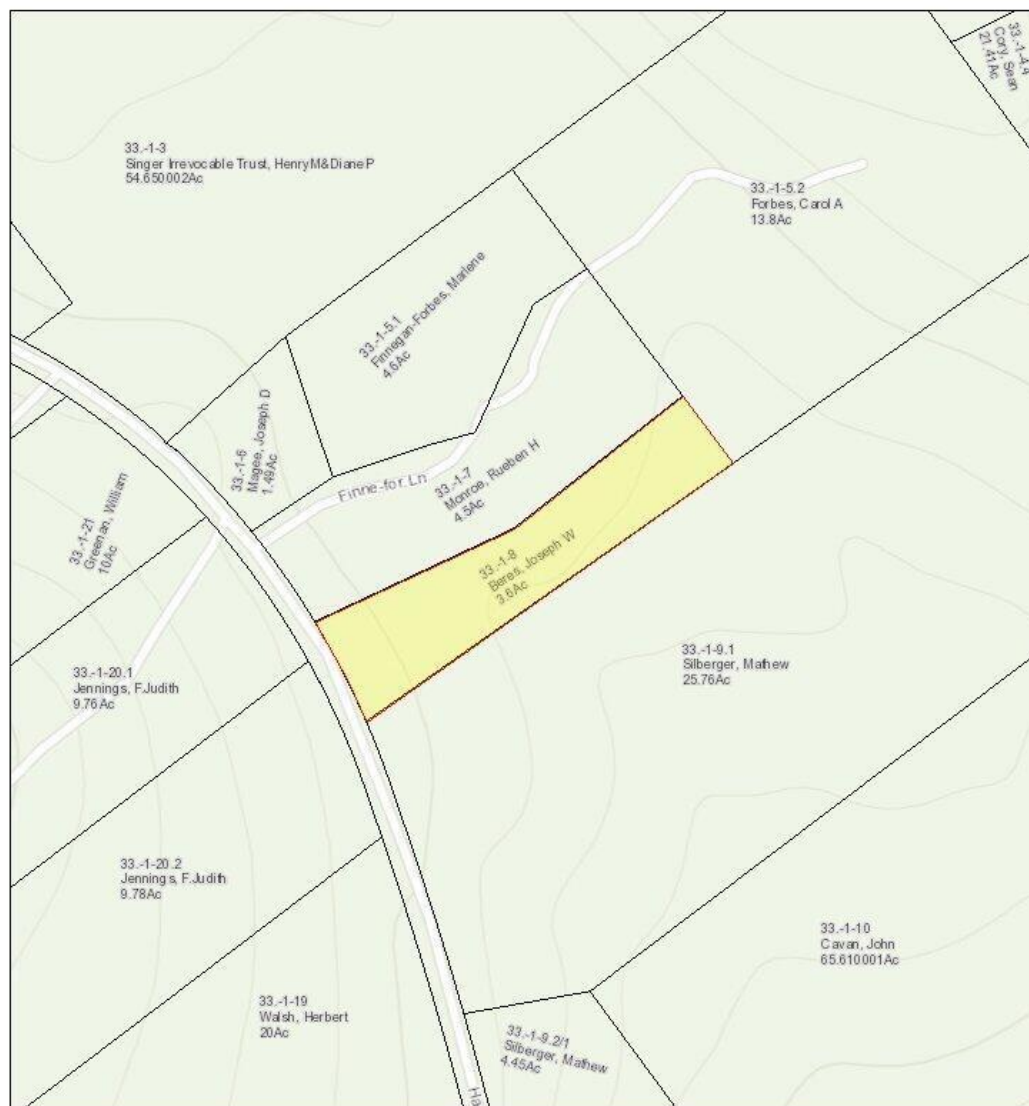 33.-1-4.4
Cory, Sean
21.41Ac
33.-1-3
Singer Irrevocable Trust, HenryM&DianeP
54.650002Ac
33.-1-5.2
Forbes, Carol A
13.8Ac
33.-1-5.1
Finnegan-Forbes, Marlene
4.6Ac
33.-1-6
Magee, Joseph D
1.49Ac
Finne-for Ln
33.-1-7
Monroe, Rueben H
4.5Ac
33.-1-21
Greenan, William
10Ac
33.-1-8
Beres, Joseph W
3.6Ac
33.-1-20.1
Jennings, F.Judith
9.76Ac
33.-1-9.1
Silberger, Mathew
25.76Ac
33.-1-20.2
Jennings, F.Judith
9.78Ac
33.-1-10
Cavan, John
65.610001Ac
33.-1-19
Walsh, Herbert
20Ac
33.-1-9.2/1
Silberger, Mathew
4.45Ac
Ha